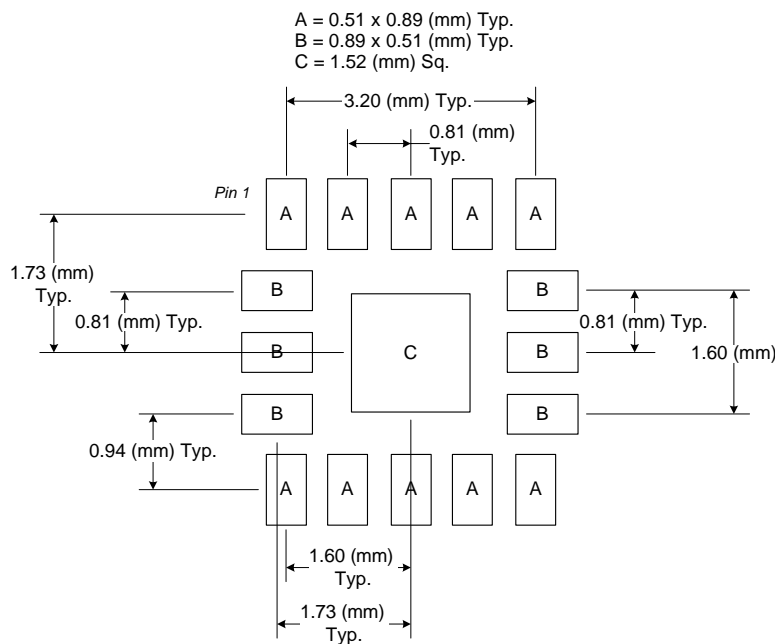 A = 0.51 x 0.89 (mm) Typ.
B = 0.89 x 0.51 (mm) Typ.
C = 1.52 (mm) Sq.
3.20 (mm) Typ.
0.81 (mm)
Typ.
Pin 1
A A A A A
1.73 (mm)
Typ.
B B
0.81 (mm) Typ.
0.81 (mm) Typ.
B C B
1.60 (mm)
B B
0.94 (mm) Typ.
A A A A A
1.60 (mm)
Typ.
1.73 (mm)
Typ.